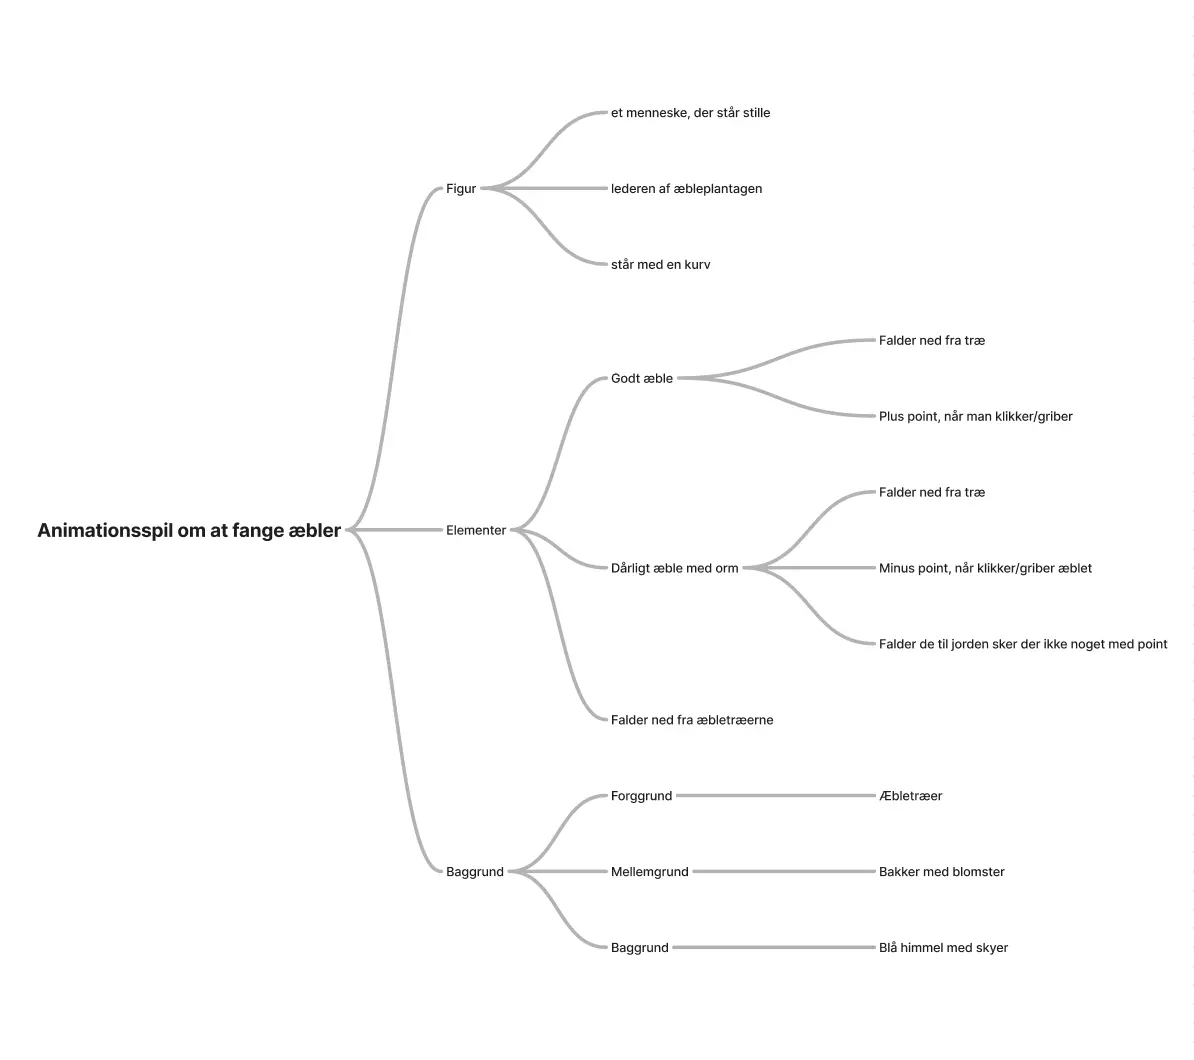 et menneske, der står stille
Figur
lederen af æbleplantagen
står med en kurv
Falder ned fra træ
Godt æble
Plus point, når man klikker/griber
Falder ned fra træ
Animationsspil om at fange æbler
Elementer
Dårligt æble med orm
Minus point, når klikker/griber æblet
Falder de til jorden sker der ikke noget med point
Falder ned fra æbletræerne
Forggrund
Æbletræer
Baggrund
Mellemgrund
Bakker med blomster
Baggrund
Blå himmel med skyer